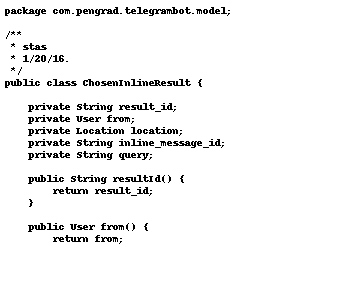 package com.pengrad.telegrambot.model;

/**
 * stas
 * 1/20/16.
 */
public class ChosenInlineResult {

    private String result_id;
    private User from;
    private Location location;
    private String inline_message_id;
    private String query;

    public String resultId() {
        return result_id;
    }

    public User from() {
        return from;